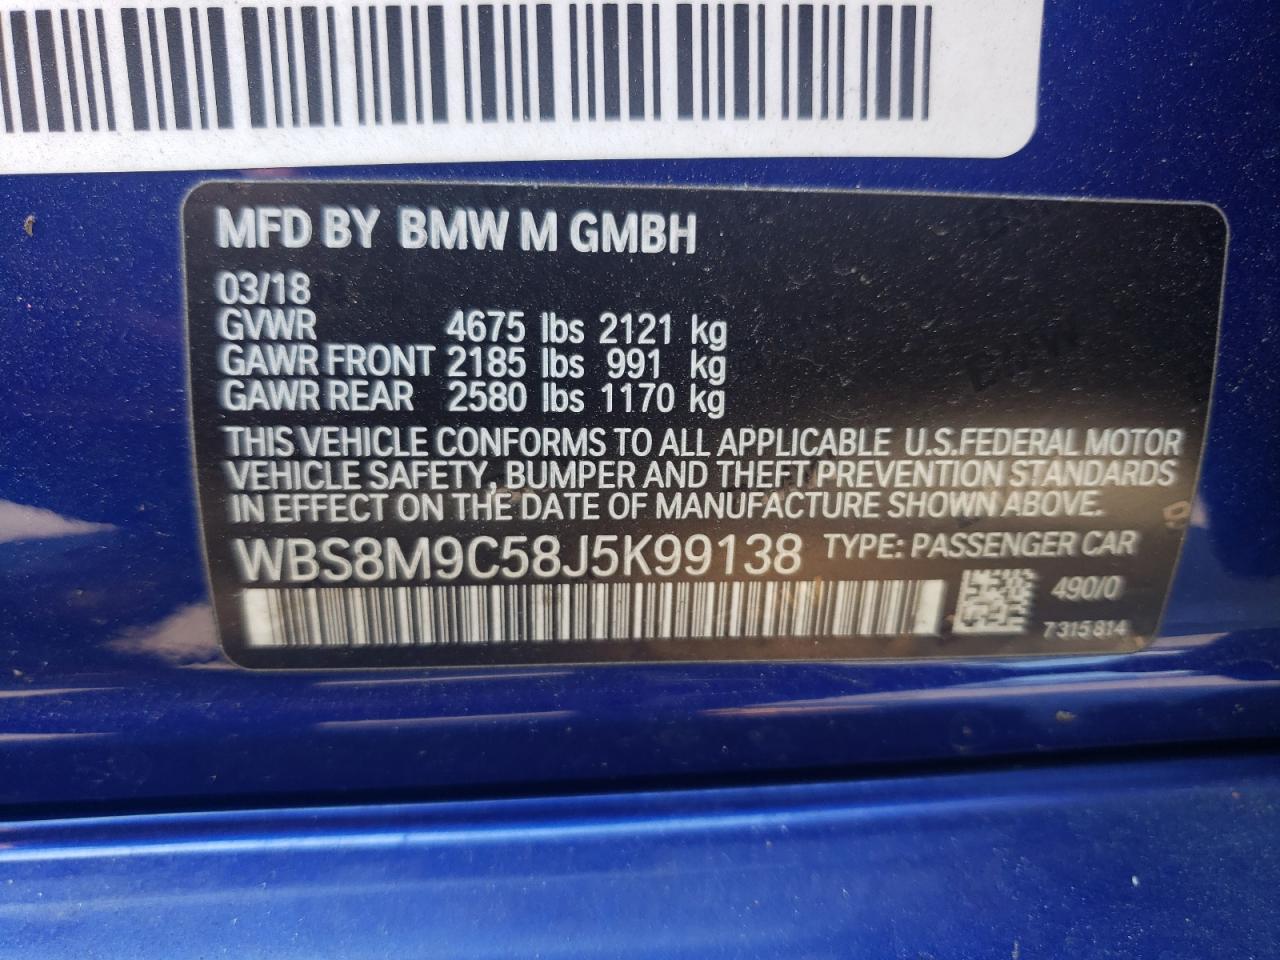 MFD BY BMW M GMBH
03/18
GVWR 4675 lbs 2121 kg
GAWR FRONT 2185 lbs 991 kg
GAWR REAR 2580 lbs 1170 kg
THIS VEHICLE CONFORMS TO ALL APPLICABLE U.S.FEDERAL MOTOR
VEHICLE SAFETY, BUMPER AND THEFT PREVENTION STANDARDS
IN EFFECT ON THE DATE OF MANUFACTURE SHOWN ABOVE.
WBS8M9C58J5K99138 TYPE: PASSENGER CAR
490/0
7315814